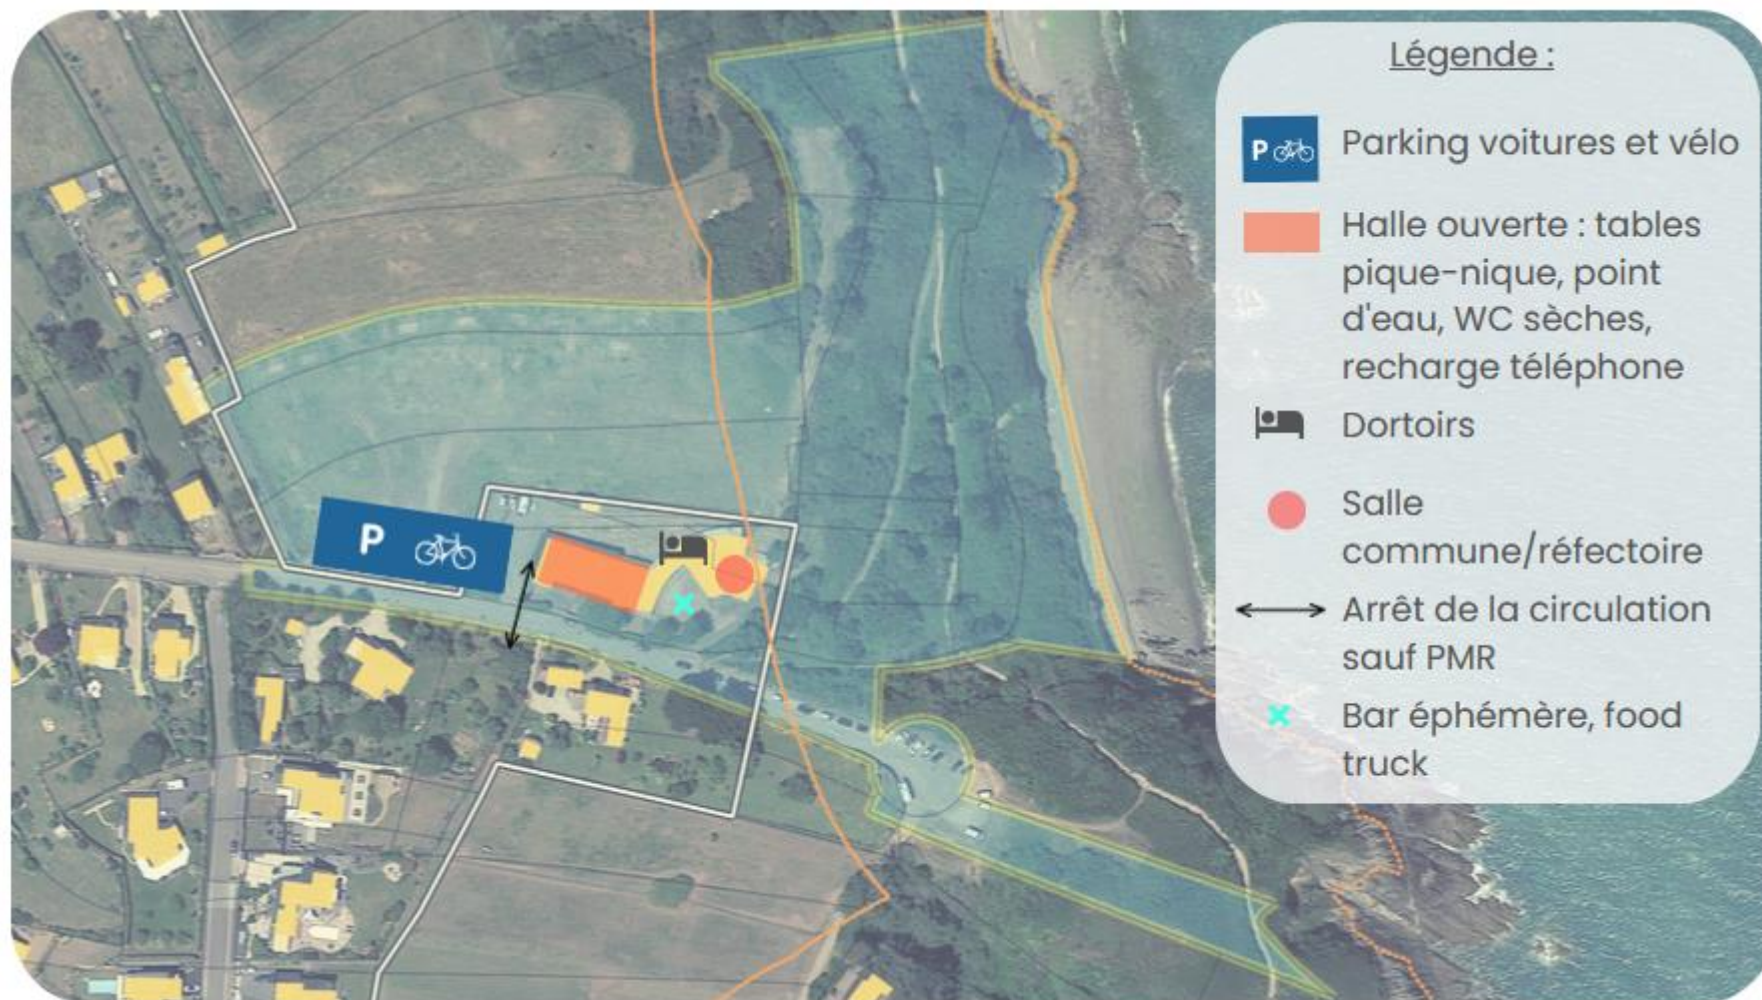 Légende :
P
Parking voitures et vélo
Halle ouverte : tables
pique-nique, point
d'eau, WC sèches,
recharge téléphone
Dortoirs
Salle
commune/réfectoire
Arrêt de la circulation
sauf PMR
Bar éphémère, food
truck
P